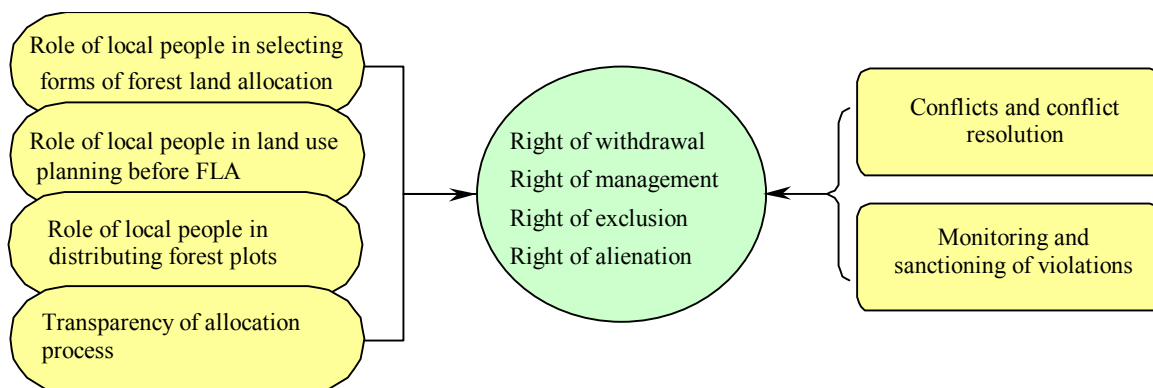 Role of local people in selecting
forms of forest land allocation
Role of local people in land use
planning before FLA
Role of local people in
distributing forest plots
Transparency of allocation
process
Right of withdrawal
Right of management
Right of exclusion
Right of alienation
Conflicts and conflict
resolution
Monitoring and
sanctioning of violations